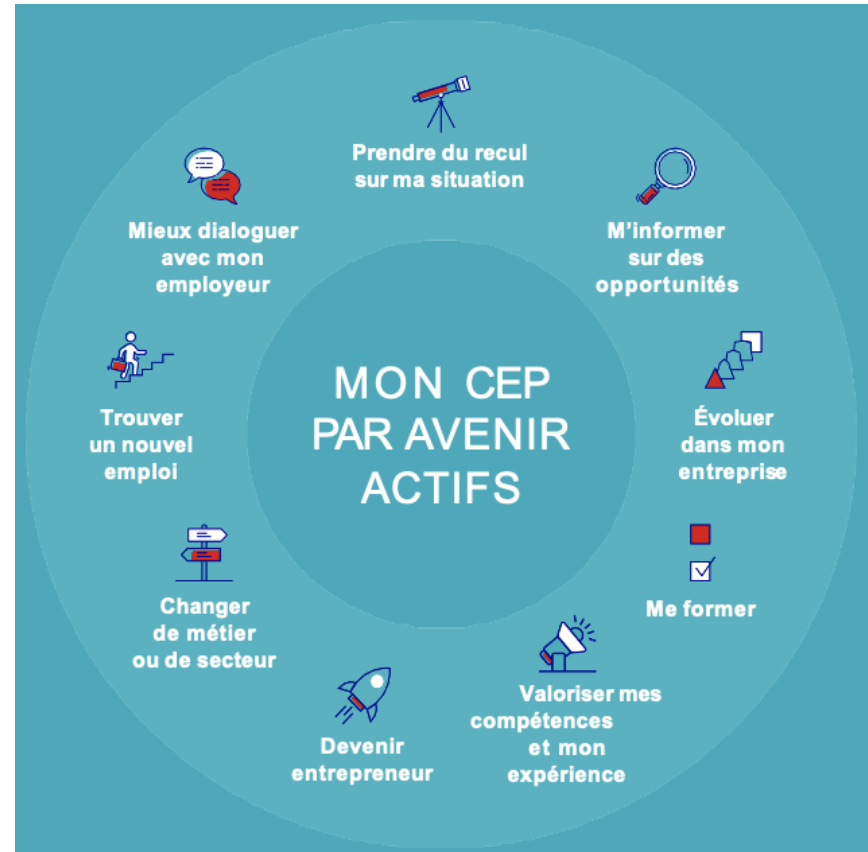 Prendre du recul
sur ma situation
M'informer
sur des
opportunités
Évoluer
dans mon
entreprise
Me former
Valoriser mes
compétences
et mon
expérience
Devenir
entrepreneur
Changer
de métier
ou de secteur
Trouver
un nouvel
emploi
Mieux dialoguer
avec mon
employeur
MON CEP
PAR AVENIR
ACTIFS